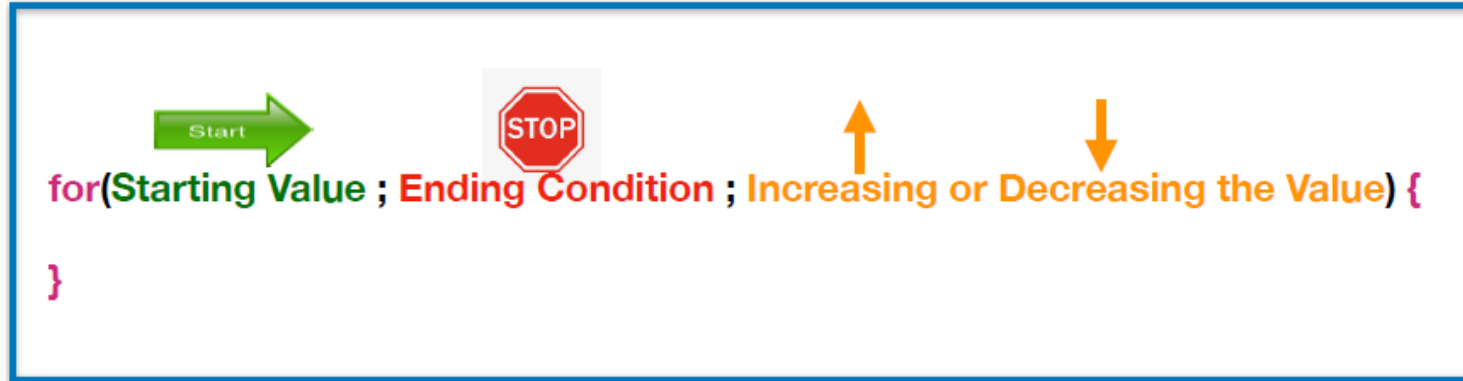 Start
STOP
for(Starting Value ; Ending Condition ; Increasing or Decreasing the Value) {
}